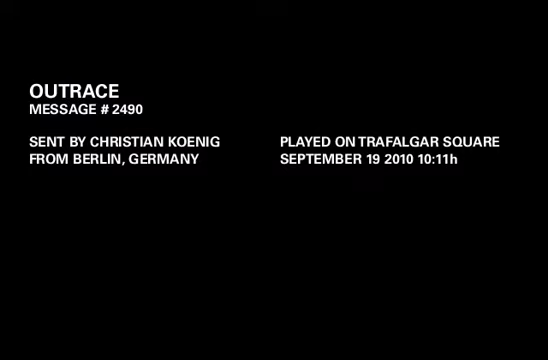 OUTRACE
MESSAGE # 2490
SENT BY CHRISTIAN KOENIG
FROM BERLIN, GERMANY
PLAYED ON TRAFALGAR SQUARE
SEPTEMBER 19 2010 10:11h